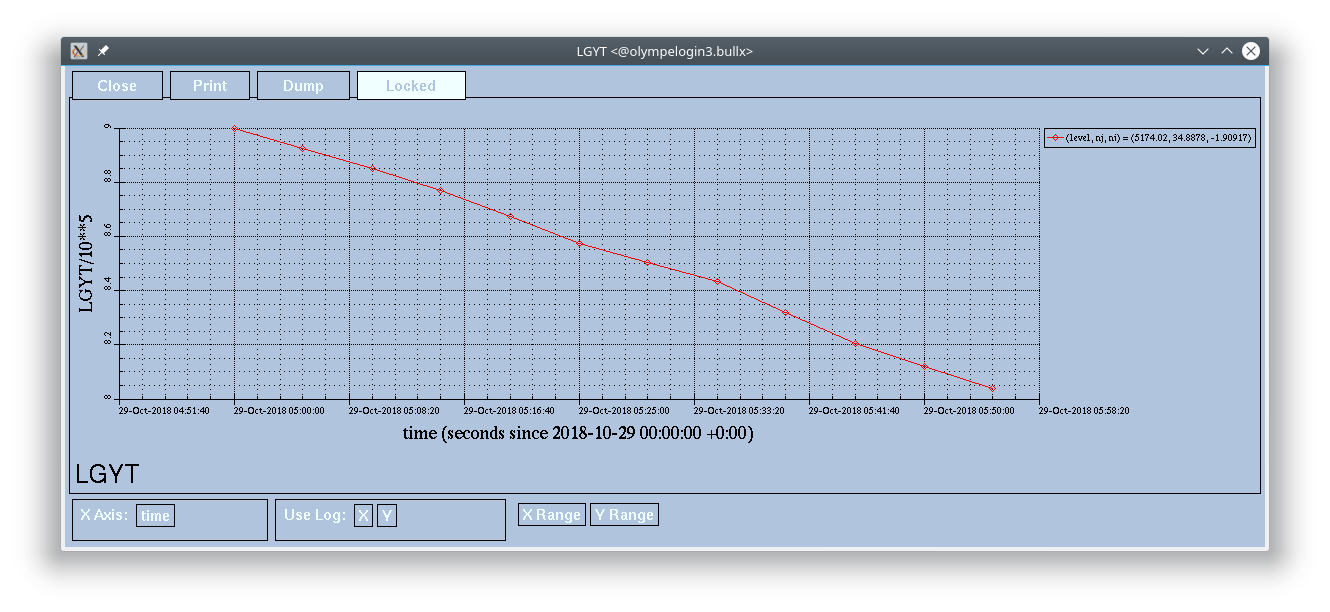 LGYT <@olympelogin3.bullx>
Close Print Dump Locked
(level, nj, ni) = (5174.02, 34.8878, -1.90917)
LGYT/10**5
9
8.8
8.6
8.4
8.2
8
29-Oct-2018 04:51:40 29-Oct-2018 05:00:00 29-Oct-2018 05:08:20 29-Oct-2018 05:16:40 29-Oct-2018 05:25:00 29-Oct-2018 05:33:20 29-Oct-2018 05:41:40 29-Oct-2018 05:50:00 29-Oct-2018 05:58:20
time (seconds since 2018-10-29 00:00:00 +0:00)
LGYT
X Axis: time Use Log: X Y X Range Y Range